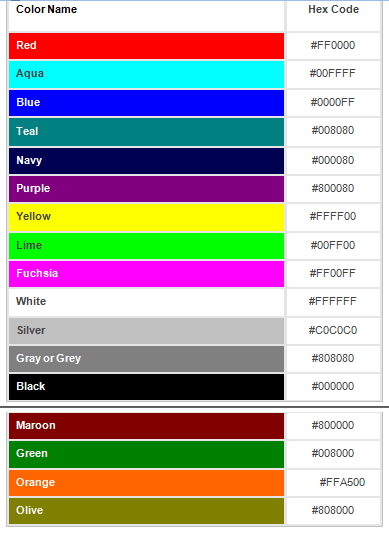 Color Name Hex Code
Red #FF0000
Aqua #00FFFF
Blue #0000FF
Teal #008080
Navy #000080
Purple #800080
Yellow #FFFF00
Lime #00FF00
Fuchsia #FF00FF
White #FFFFFF
Silver #C0C0C0
Gray or Grey #808080
Black #000000
Maroon #800000
Green #008000
Orange #FFA500
Olive #808000